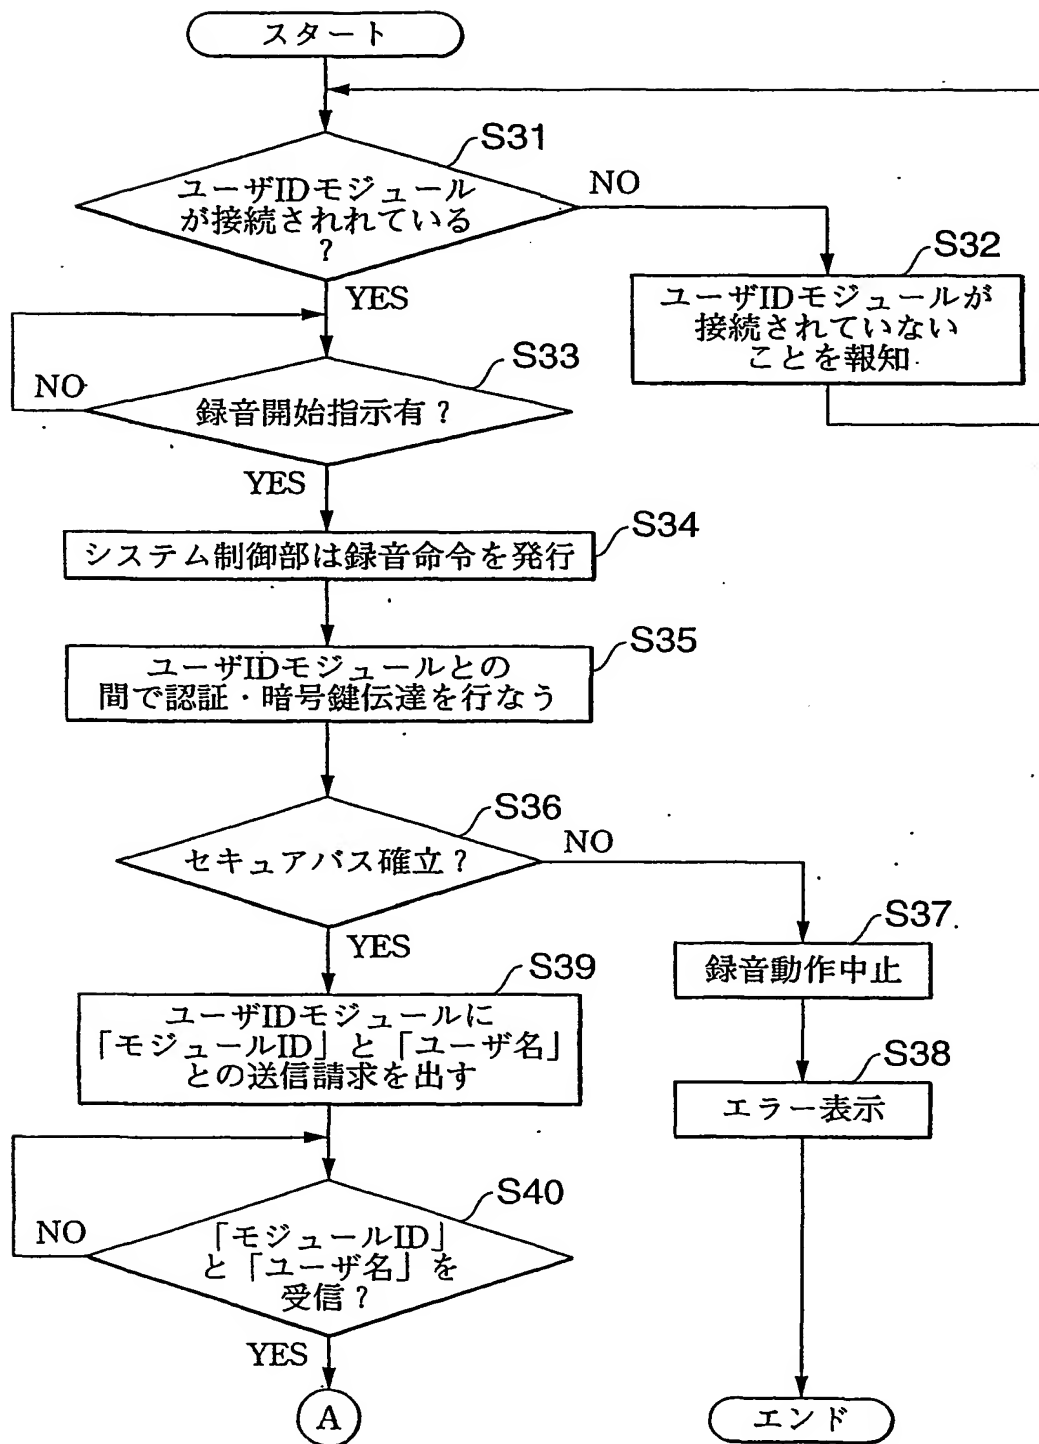 スタート
S31
ユーザIDモジュール
が接続されれている
?
NO
S32
ユーザIDモジュールが
接続されていない
ことを報知
YES
S33
NO
録音開始指示有?
YES
S34
システム制御部は録音命令を発行
S35
ユーザIDモジュールとの
間で認証・暗号鍵伝達を行なう
S36
セキュアバス確立?
NO
YES
S37
録音動作中止
S39
ユーザIDモジュールに
「モジュールID」と「ユーザ名」
との送信請求を出す
S38
エラー表示
S40
NO
「モジュールID」
と「ユーザ名」を
受信?
YES
A
エンド